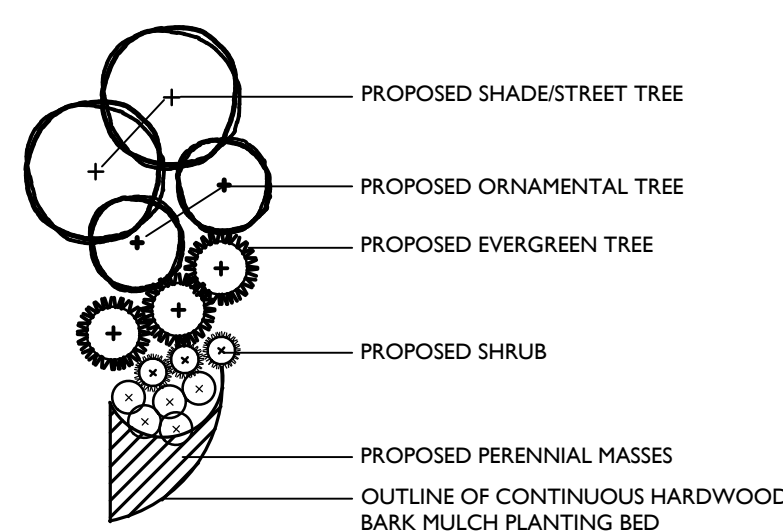 PROPOSED SHADE/STREET TREE
PROPOSED ORNAMENTAL TREE
PROPOSED EVERGREEN TREE
PROPOSED SHRUB
PROPOSED PERENNIAL MASSES
OUTLINE OF CONTINUOUS HARDWOOD
BARK MULCH PLANTING BED